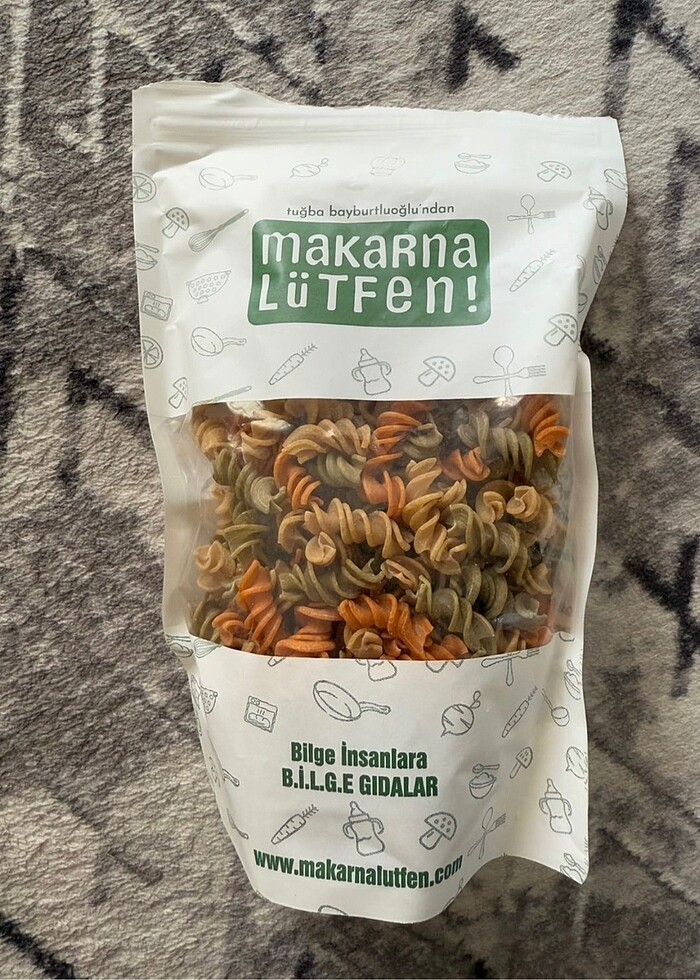 tuğba bayburtluoğlu'ndan
makarna
Lütfen!
Bilge İnsanlara
B.İ.L.G.E GIDALAR
www.makarnalutfen.com